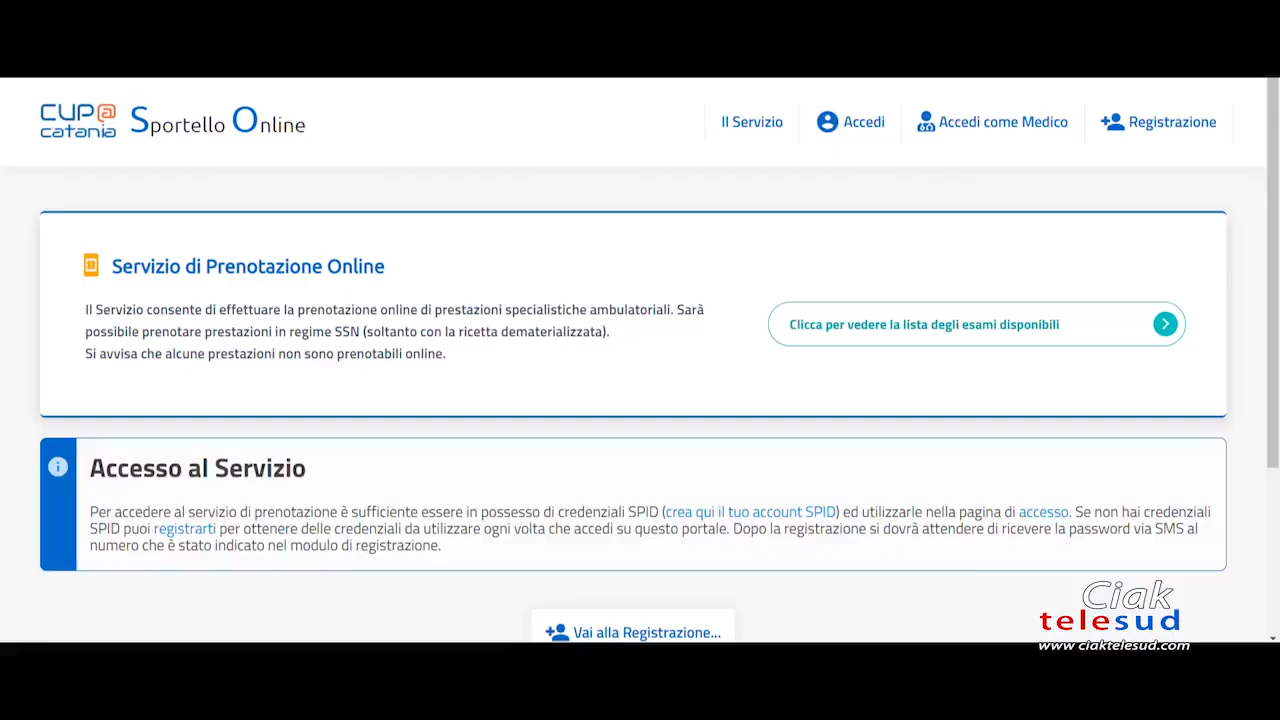 CUP@
catania
Sportello Online
Il Servizio
Accedi
Accedi come Medico
Registrazione
Servizio di Prenotazione Online
Il Servizio consente di effettuare la prenotazione online di prestazioni specialistiche ambulatoriali. Sarà
possibile prenotare prestazioni in regime SSN (soltanto con la ricetta dematerializzata).
Si avvisa che alcune prestazioni non sono prenotabili online.
Clicca per vedere la lista degli esami disponibili
Accesso al Servizio
Per accedere al servizio di prenotazione è sufficiente essere in possesso di credenziali SPID (crea qui il tuo account SPID) ed utilizzarle nella pagina di accesso. Se non hai credenziali
SPID puoi registrarti per ottenere delle credenziali da utilizzare ogni volta che accedi su questo portale. Dopo la registrazione si dovrà attendere di ricevere la password via SMS al
numero che è stato indicato nel modulo di registrazione.
Vai alla Registrazione...
Ciak
telesud
www.ciaktelesud.com